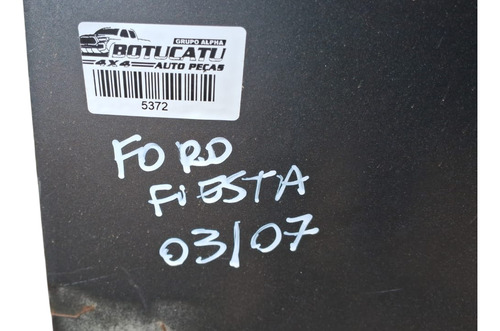 GRUPO ALPHA
BOTUCATU
4X4 AUTO PEÇAS
5372
FORD
FIESTA
03/07